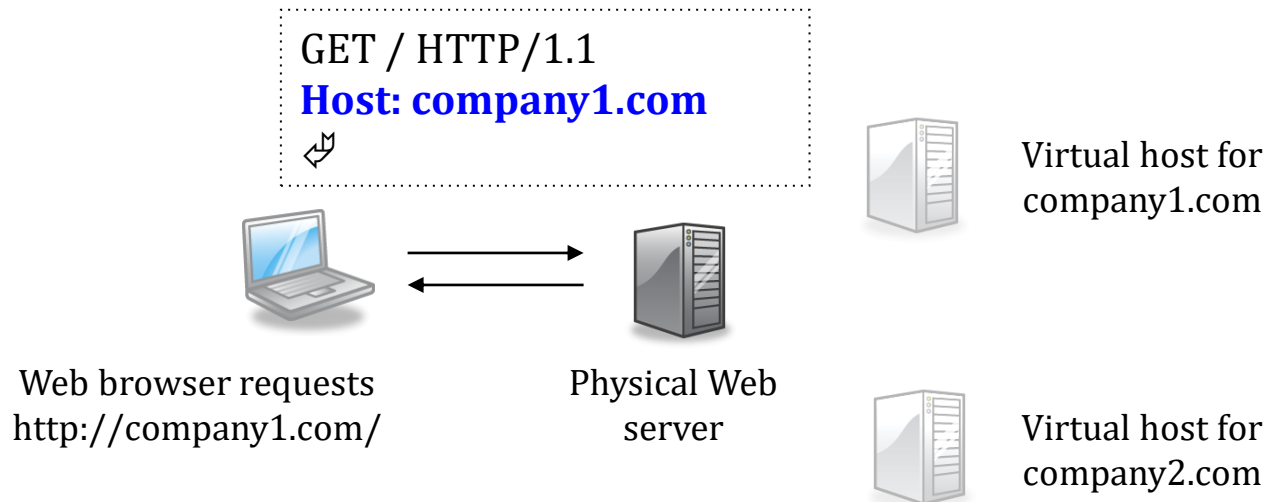 GET / HTTP/1.1
Host: company1.com
Virtual host for
company1.com
Web browser requests
http://company1.com/
Physical Web
server
Virtual host for
company2.com